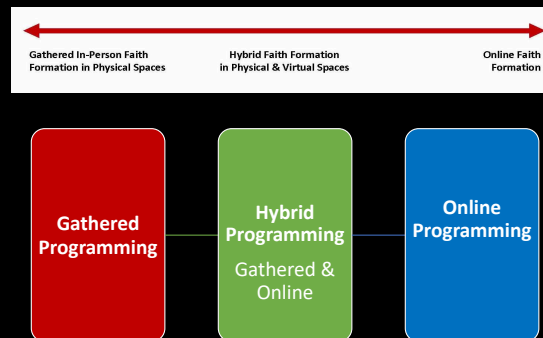 Gathered In-Person Faith
Formation in Physical Spaces
Hybrid Faith Formation
in Physical & Virtual Spaces
Online Faith
Formation
Gathered
Programming
Hybrid
Programming
Gathered &
Online
Online
Programming